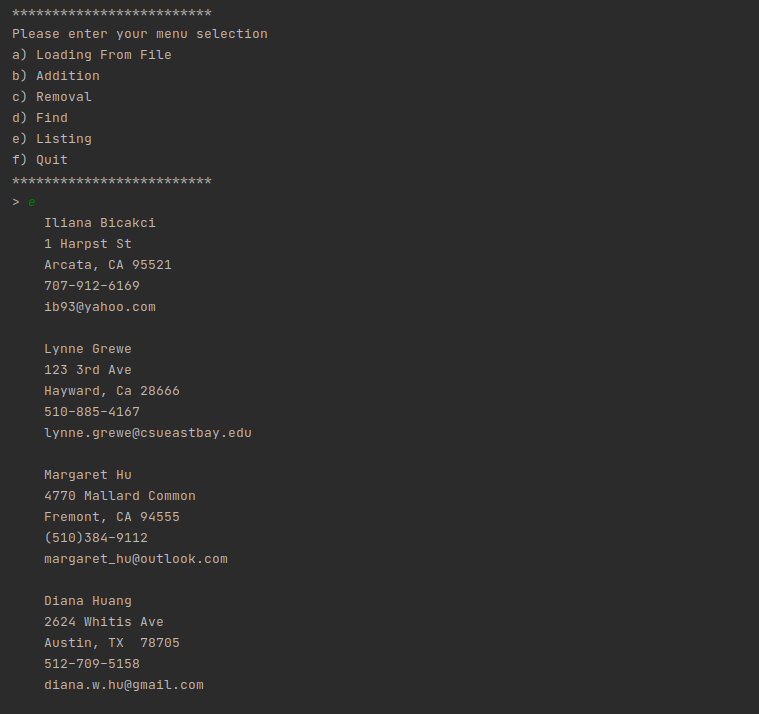 *************************
Please enter your menu selection
a) Loading From File
b) Addition
c) Removal
d) Find
e) Listing
f) Quit
*************************
> e
Iliana Bicakci
1 Harpst St
Arcata, CA 95521
707-912-6169
ib93@yahoo.com

Lynne Grewe
123 3rd Ave
Hayward, Ca 28666
510-885-4167
lynne.grewe@csueastbay.edu

Margaret Hu
4770 Mallard Common
Fremont, CA 94555
(510)384-9112
margaret_hu@outlook.com

Diana Huang
2624 Whitis Ave
Austin, TX  78705
512-709-5158
diana.w.hu@gmail.com